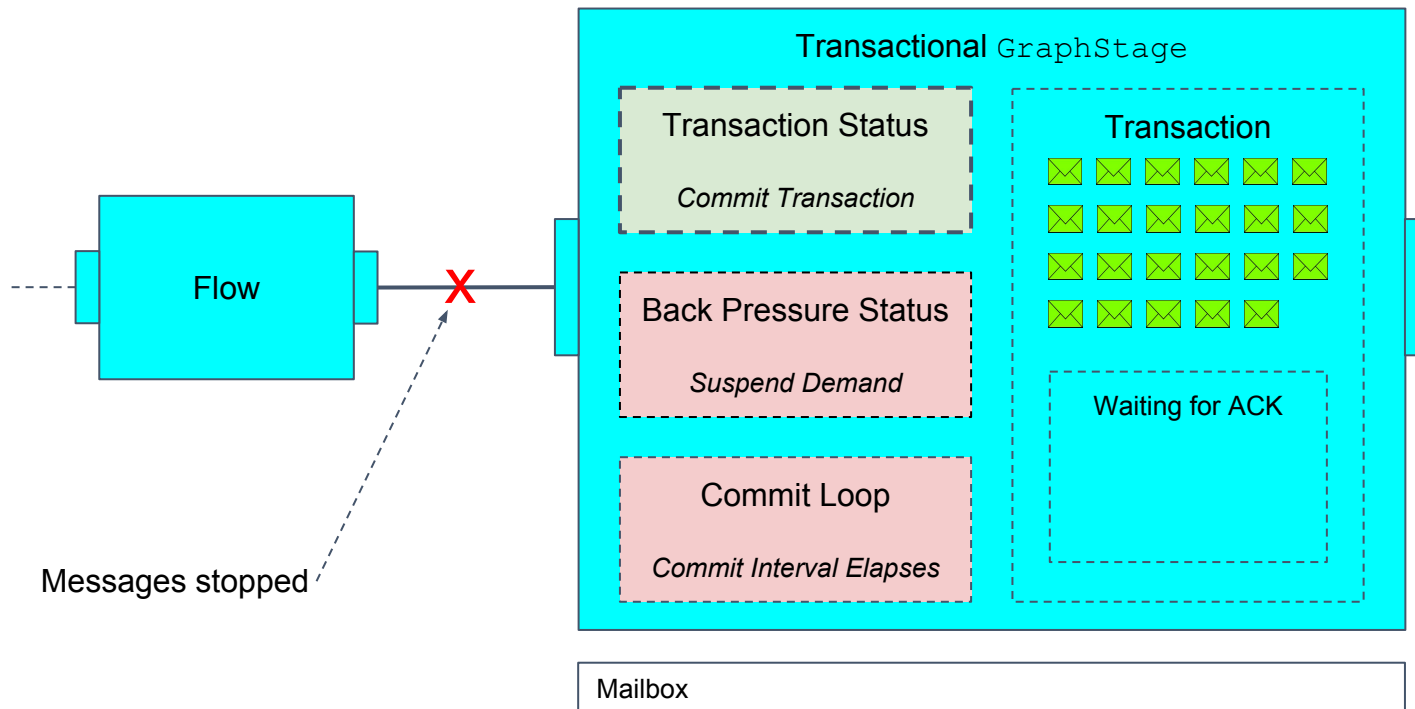 Transactional GraphStage
Transaction Status
Commit Transaction
Transaction
Flow
X
Back Pressure Status
Suspend Demand
Waiting for ACK
Commit Loop
Commit Interval Elapses
Messages stopped
Mailbox